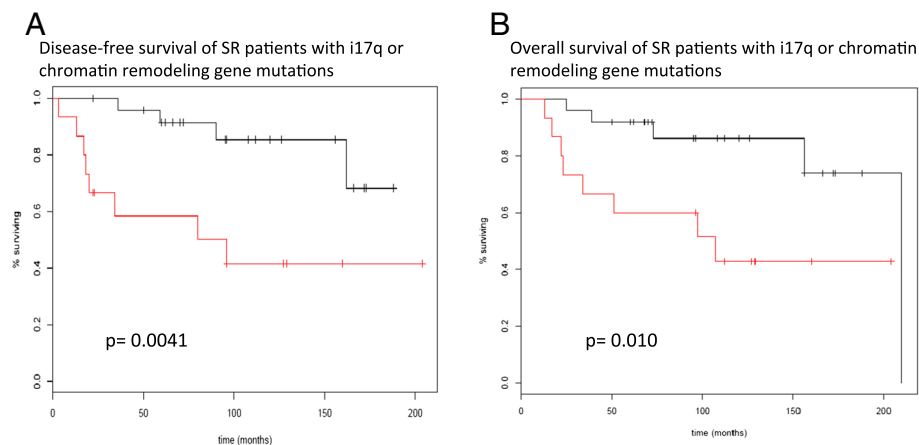 A
Disease-free survival of SR patients with i17q or
chromatin remodeling gene mutations
% surviving
1.0
0.8
0.6
0.4
0.2
0.0
p= 0.0041
0 50 100 150 200
time (months)
B
Overall survival of SR patients with i17q or chromatin
remodeling gene mutations
% surviving
1.0
0.8
0.6
0.4
0.2
0.0
p= 0.010
0 50 100 150 200
time (months)